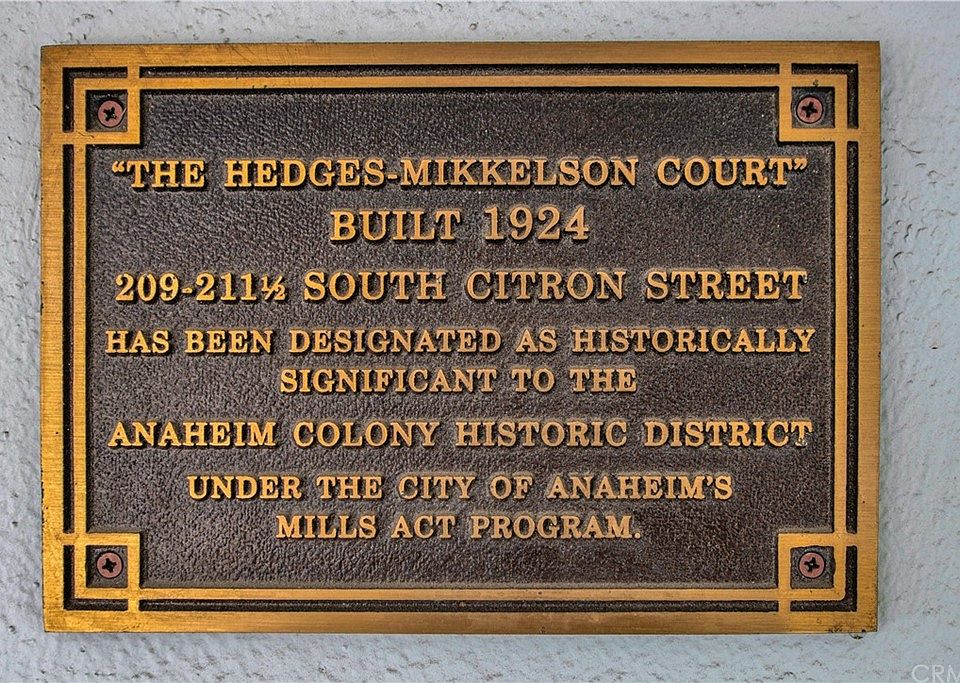 “THE HEDGES-MIKKELSON COURT”
BUILT 1924
209-211½ SOUTH CITRON STREET
HAS BEEN DESIGNATED AS HISTORICALLY
SIGNIFICANT TO THE
ANAHEIM COLONY HISTORIC DISTRICT
UNDER THE CITY OF ANAHEIM'S
MILLS ACT PROGRAM.